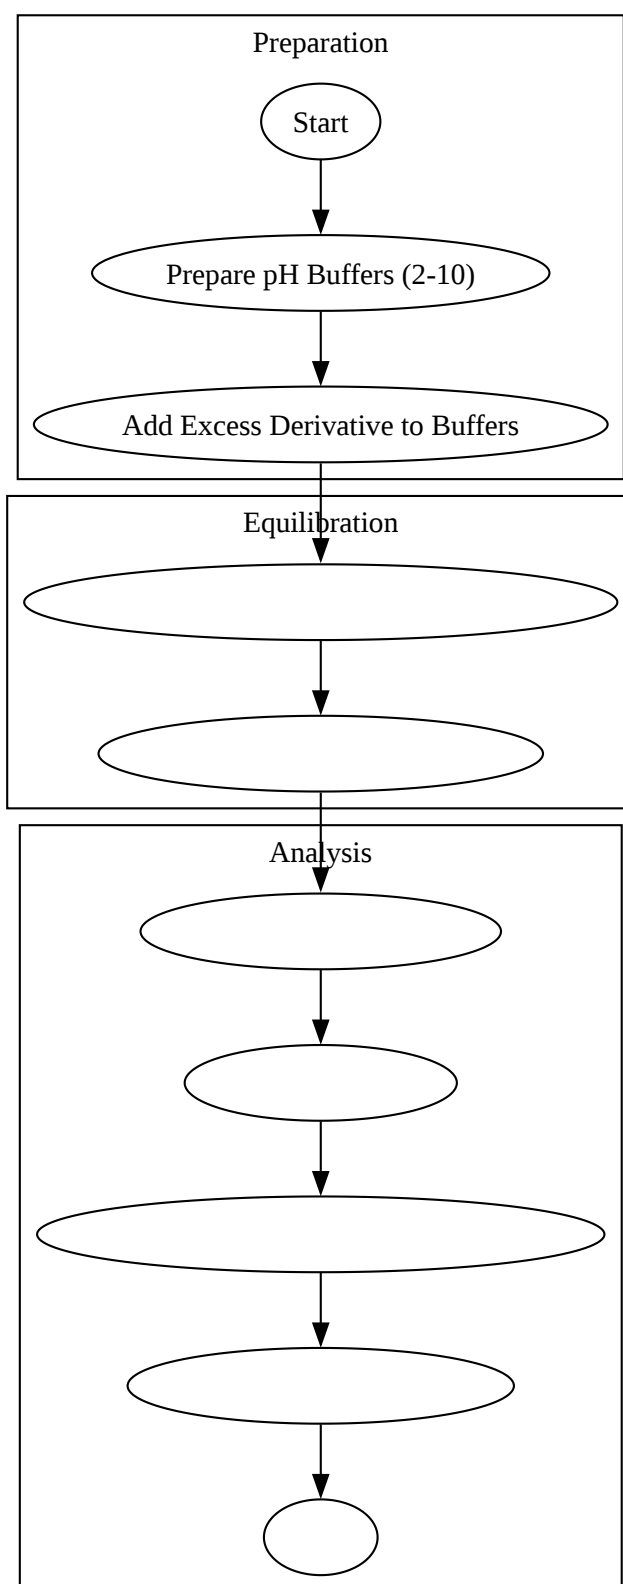 Preparation
Start
Prepare pH Buffers (2-10)
Add Excess Derivative to Buffers
Equilibration
Analysis